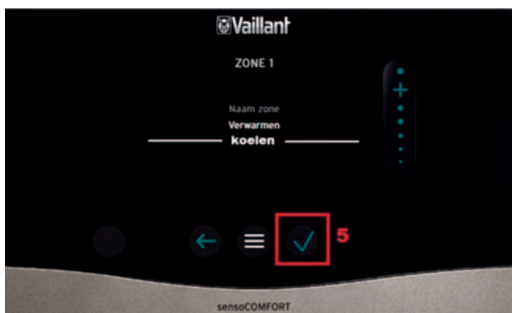 Vaillant
ZONE 1
Naam zone
Verwarmen
koelen
5
sensoCOMFORT